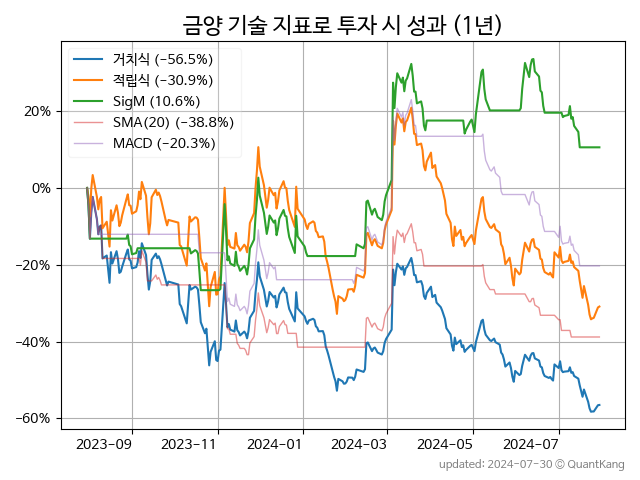 금양 기술 지표로 투자 시 성과 (1년)
거치식 (−56.5%)
적립식 (−30.9%)
SigM (10.6%)
SMA(20) (−38.8%)
MACD (−20.3%)
20%
0%
−20%
−40%
−60%
2023-09 2023-11 2024-01 2024-03 2024-05 2024-07
updated: 2024-07-30 © QuantKang